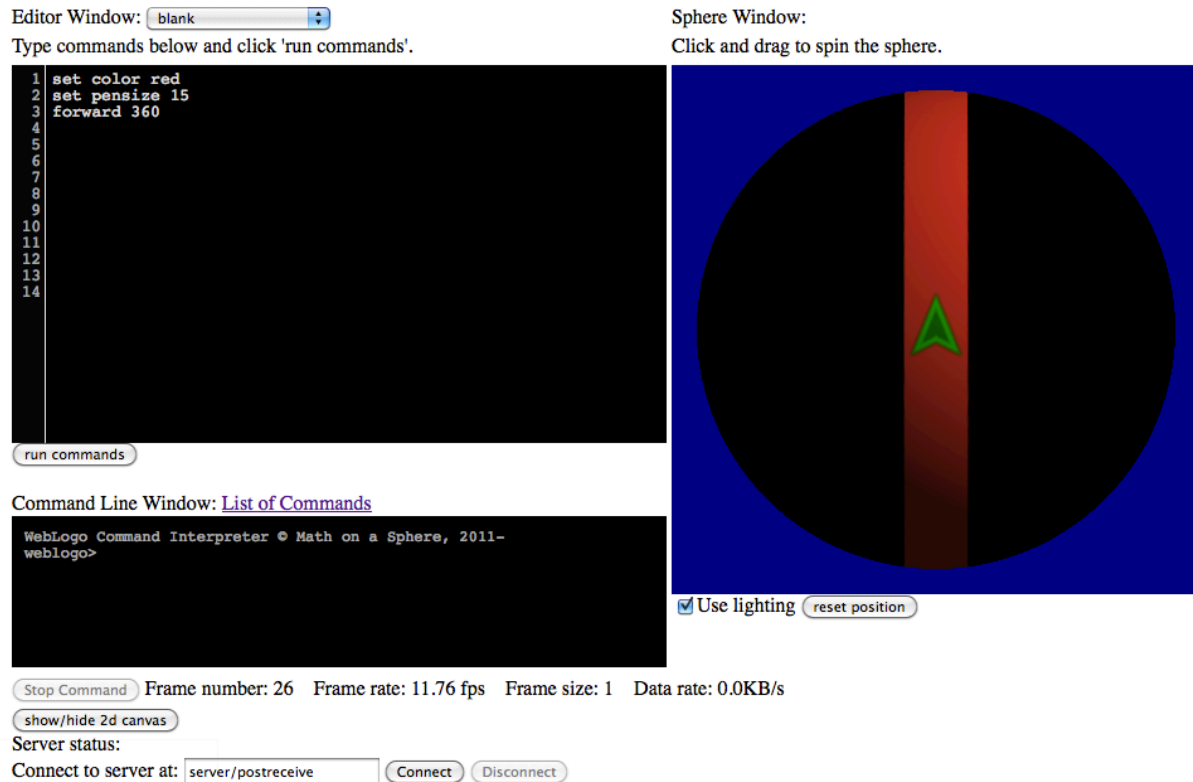 Editor Window: blank
Type commands below and click 'run commands'.
1 set color red
2 set pensize 15
3 forward 360
4
5
6
7
8
9
10
11
12
13
14
run commands
Command Line Window: List of Commands
WebLogo Command Interpreter © Math on a Sphere, 2011-
weblogo>
Sphere Window:
Click and drag to spin the sphere.
Use lighting reset position
Stop Command Frame number: 26 Frame rate: 11.76 fps Frame size: 1 Data rate: 0.0KB/s
show/hide 2d canvas
Server status:
Connect to server at: server/postreceive Connect Disconnect